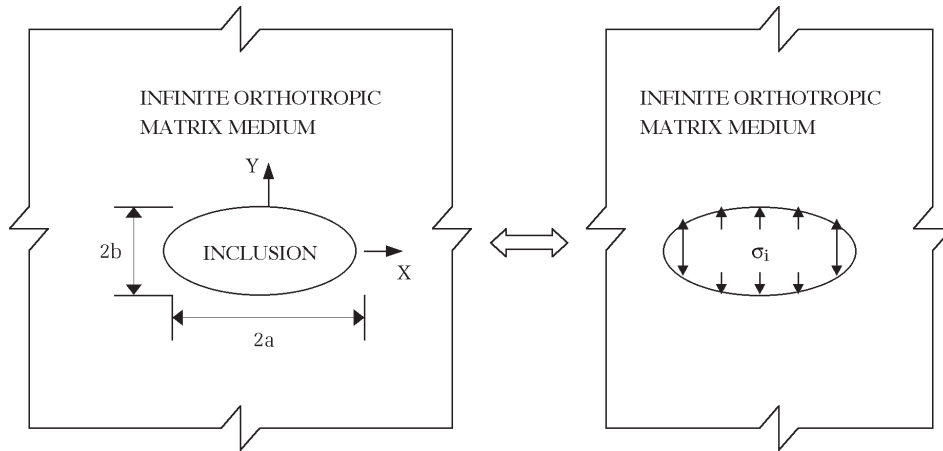 INFINITE ORTHOTROPIC
MATRIX MEDIUM
Y
2b
INCLUSION
X
2a
INFINITE ORTHOTROPIC
MATRIX MEDIUM
σi